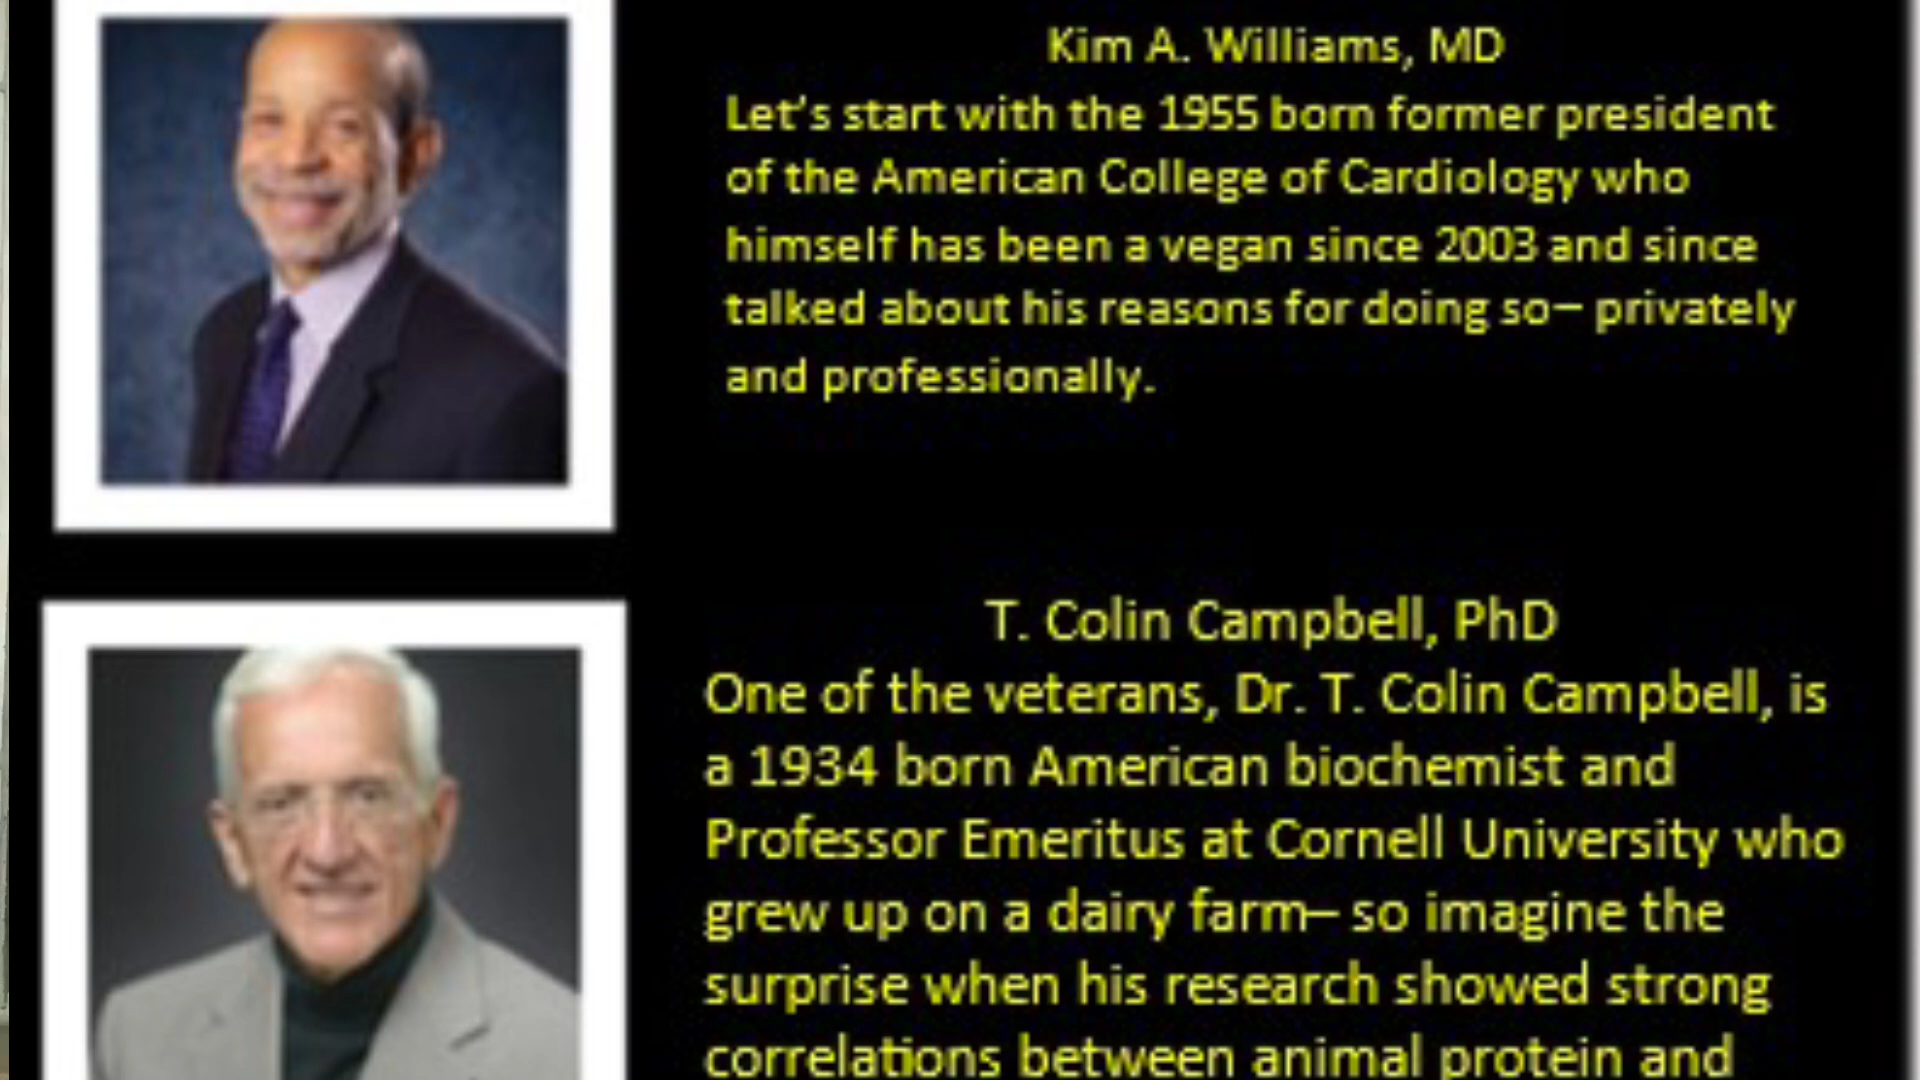 Kim A. Williams, MD
Let's start with the 1955 born former president
of the American College of Cardiology who
himself has been a vegan since 2003 and since
talked about his reasons for doing so– privately
and professionally.
T. Colin Campbell, PhD
One of the veterans, Dr. T. Colin Campbell, is
a 1934 born American biochemist and
Professor Emeritus at Cornell University who
grew up on a dairy farm– so imagine the
surprise when his research showed strong
correlations between animal protein and